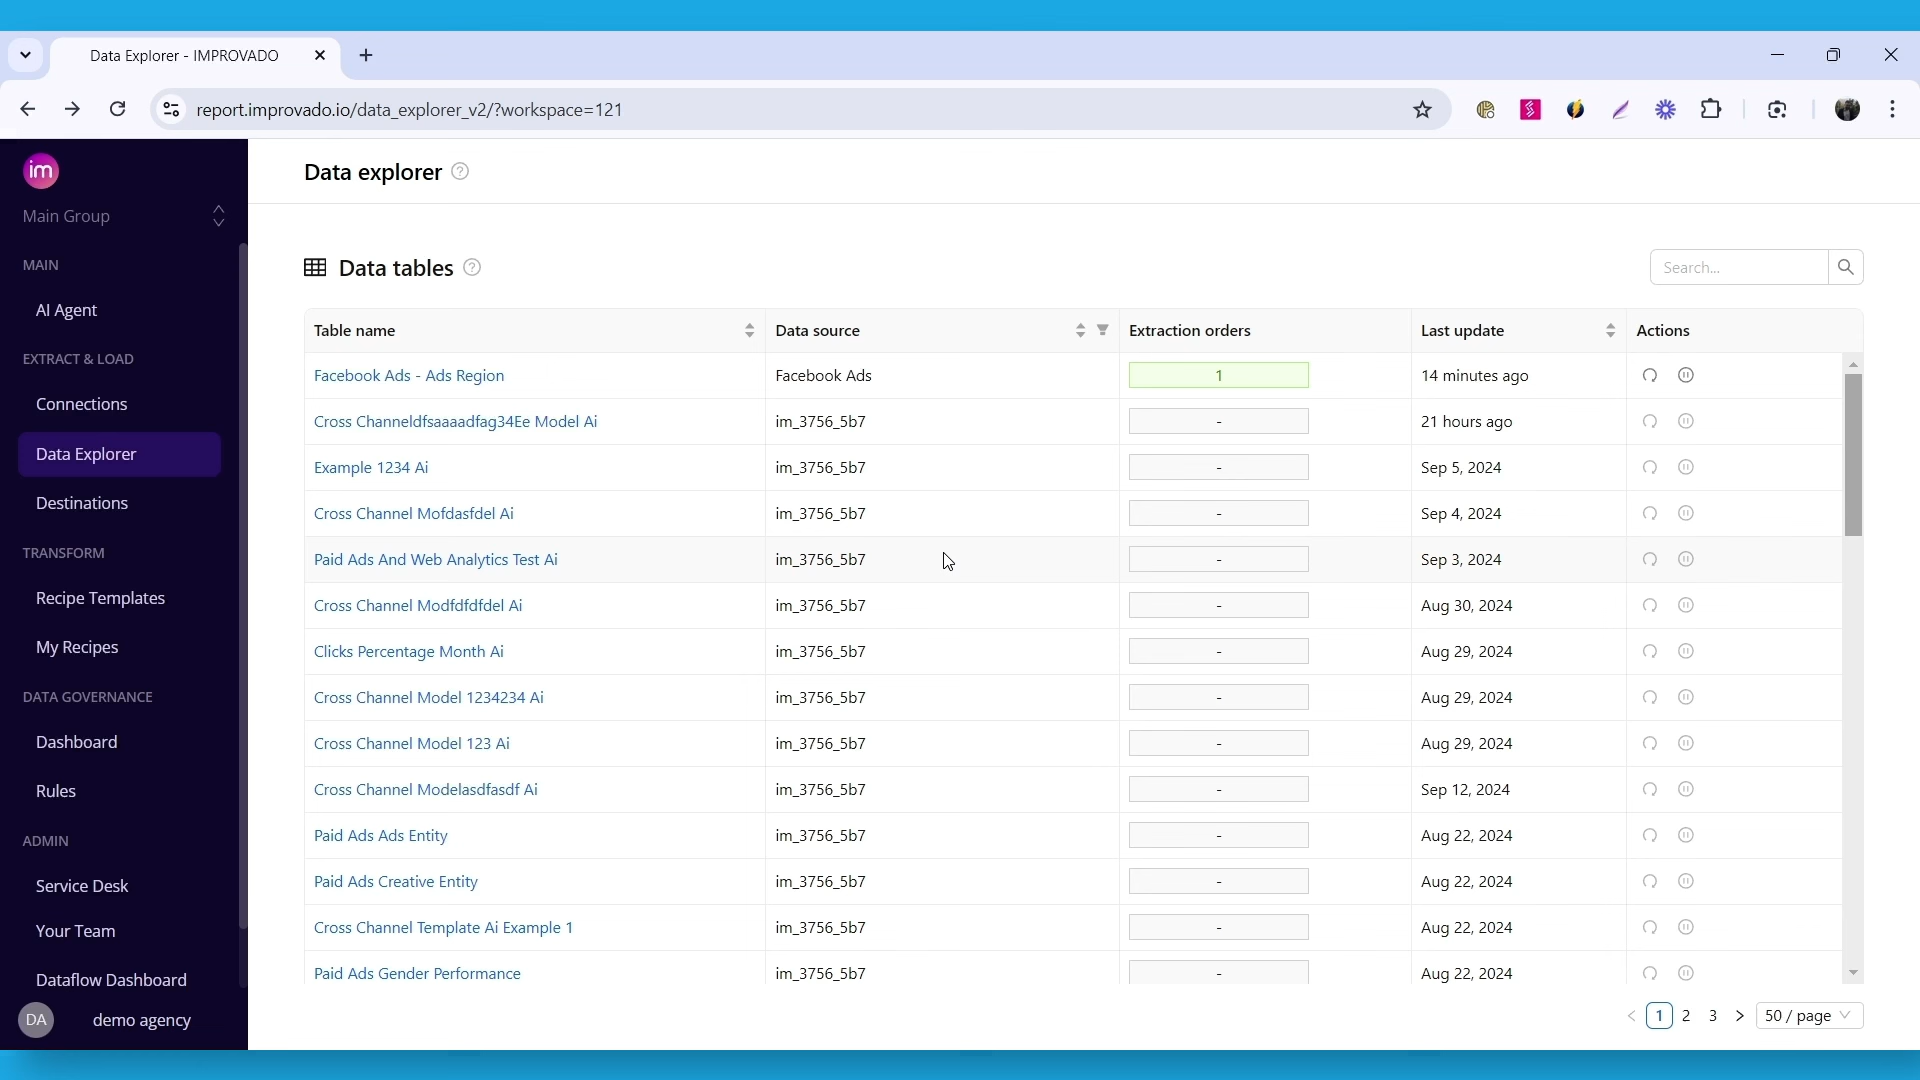 Data Explorer - IMPROVADO
report.improvado.io/data_explorer_v2/?workspace=121
im
Main Group
MAIN
AI Agent
EXTRACT & LOAD
Connections
Data Explorer
Destinations
TRANSFORM
Recipe Templates
My Recipes
DATA GOVERNANCE
Dashboard
Rules
ADMIN
Service Desk
Your Team
Dataflow Dashboard
DA demo agency
Data explorer ?
Data tables ?
Search...
Table name Data source Extraction orders Last update Actions
Facebook Ads - Ads Region Facebook Ads 1 14 minutes ago
Cross Channeldfsaaaadfag34Ee Model Ai im_3756_5b7 - 21 hours ago
Example 1234 Ai im_3756_5b7 - Sep 5, 2024
Cross Channel Mofdasfdel Ai im_3756_5b7 - Sep 4, 2024
Paid Ads And Web Analytics Test Ai im_3756_5b7 - Sep 3, 2024
Cross Channel Modfdfdfdel Ai im_3756_5b7 - Aug 30, 2024
Clicks Percentage Month Ai im_3756_5b7 - Aug 29, 2024
Cross Channel Model 1234234 Ai im_3756_5b7 - Aug 29, 2024
Cross Channel Model 123 Ai im_3756_5b7 - Aug 29, 2024
Cross Channel Modelasdfasdf Ai im_3756_5b7 - Sep 12, 2024
Paid Ads Ads Entity im_3756_5b7 - Aug 22, 2024
Paid Ads Creative Entity im_3756_5b7 - Aug 22, 2024
Cross Channel Template Ai Example 1 im_3756_5b7 - Aug 22, 2024
Paid Ads Gender Performance im_3756_5b7 - Aug 22, 2024
< 1 2 3 > 50 / page